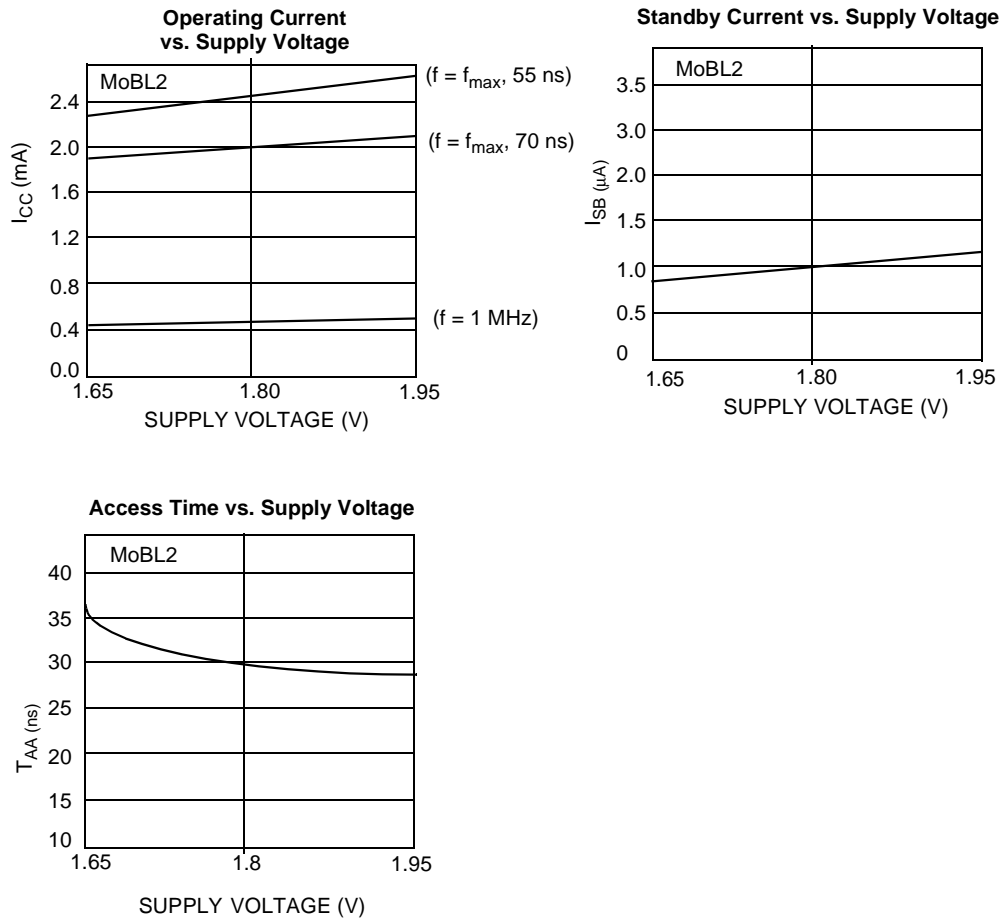 Operating Current
vs. Supply Voltage
MoBL2
(f = fmax, 55 ns)
(f = fmax, 70 ns)
(f = 1 MHz)
ICC (mA)
2.4
2.0
1.6
1.2
0.8
0.4
0.0
1.65 1.80 1.95
SUPPLY VOLTAGE (V)
Standby Current vs. Supply Voltage
MoBL2
ISB (μA)
3.5
3.0
2.0
1.5
1.0
0.5
0
1.65 1.80 1.95
SUPPLY VOLTAGE (V)
Access Time vs. Supply Voltage
MoBL2
TAA (ns)
40
35
30
25
20
15
10
1.65 1.8 1.95
SUPPLY VOLTAGE (V)